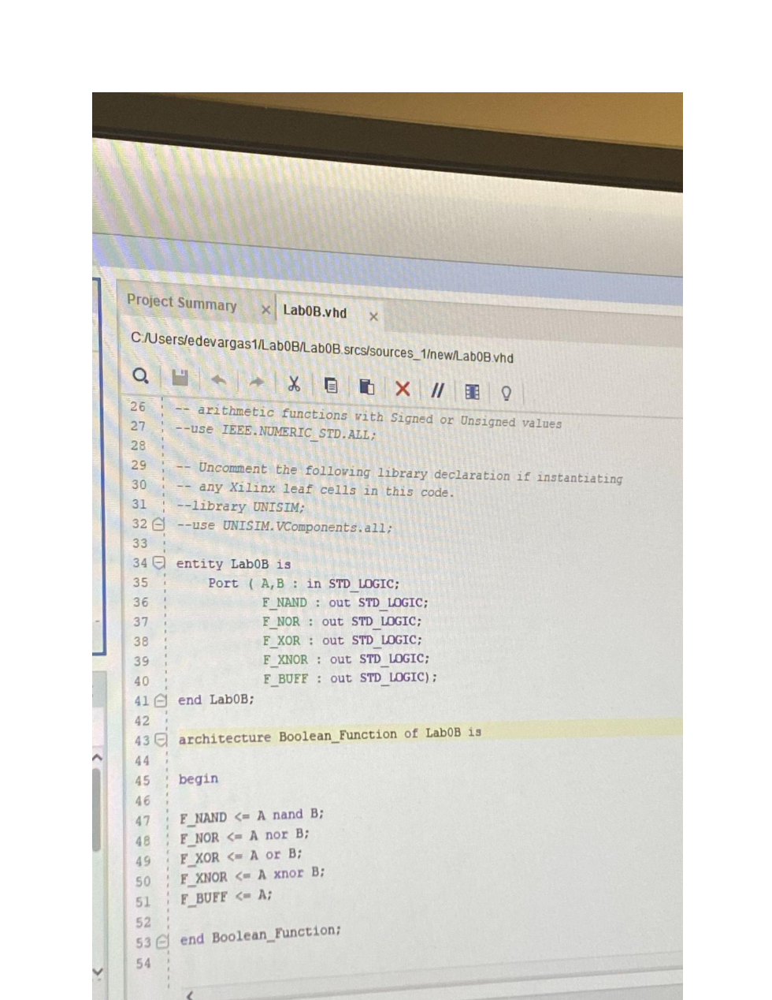 Project Summary × Lab0B.vhd ×
C:/Users/edevargas1/Lab0B/Lab0B.srcs/sources_1/new/Lab0B.vhd
26 -- arithmetic functions with Signed or Unsigned values
27 --use IEEE.NUMERIC_STD.ALL;
28
29 -- Uncomment the following library declaration if instantiating
30 -- any Xilinx leaf cells in this code.
31 --library UNISIM;
32 --use UNISIM.VComponents.all;
33
34 entity Lab0B is
35 Port ( A,B : in STD_LOGIC;
36 F_NAND : out STD_LOGIC;
37 F_NOR : out STD_LOGIC;
38 F_XOR : out STD_LOGIC;
39 F_XNOR : out STD_LOGIC;
40 F_BUFF : out STD_LOGIC);
41 end Lab0B;
42
43 architecture Boolean_Function of Lab0B is
44
45 begin
46
47 F_NAND <= A nand B;
48 F_NOR <= A nor B;
49 F_XOR <= A or B;
50 F_XNOR <= A xnor B;
51 F_BUFF <= A;
52
53 end Boolean_Function;
54